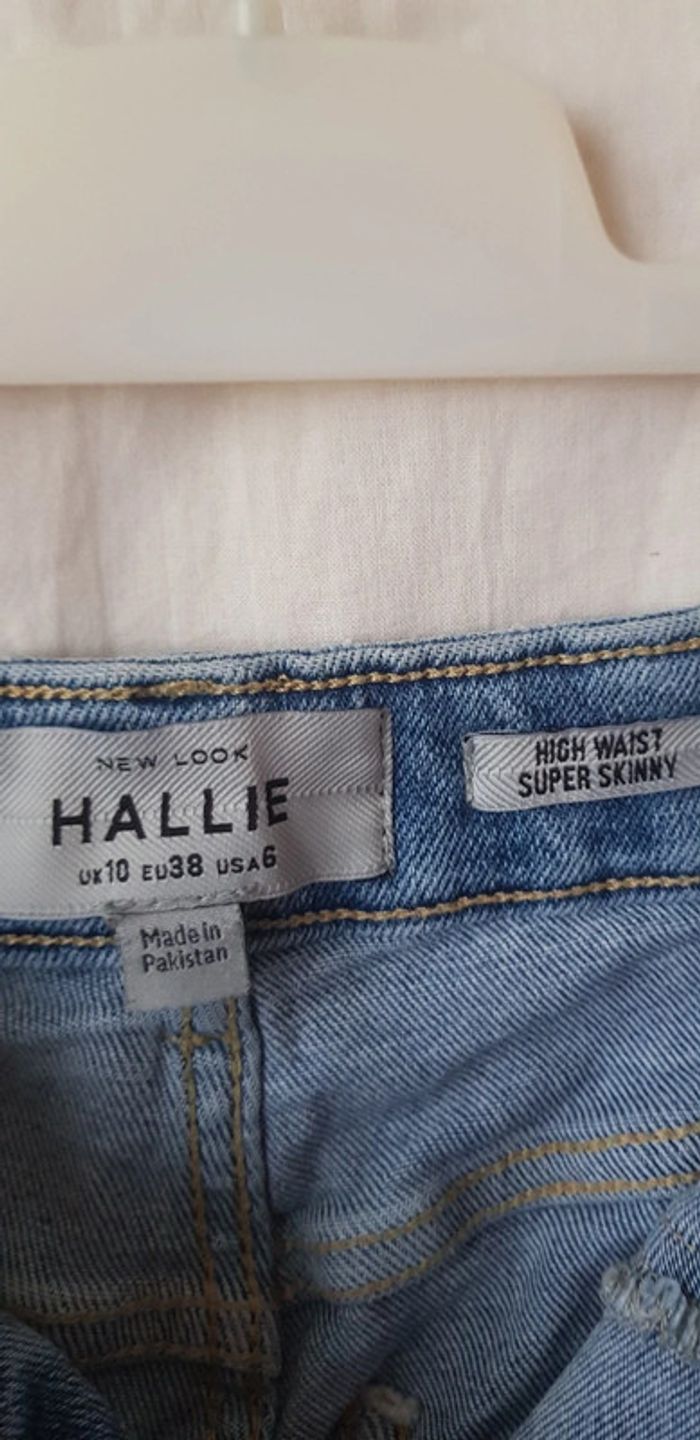 NEW LOOK
HALLIE
UK10 EU38 USA6
Made in
Pakistan
HIGH WAIST
SUPER SKINNY